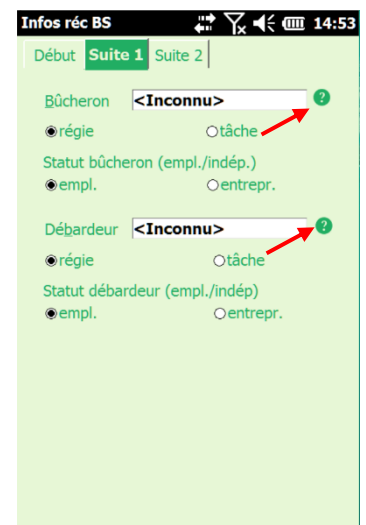 Infos réc BS 14:53
Début Suite 1 Suite 2
Bûcheron <Inconnu> ?
régie tâche
Statut bûcheron (empl./indép.)
empl. entrepr.
Débardeur <Inconnu> ?
régie tâche
Statut débardeur (empl./indép)
empl. entrepr.